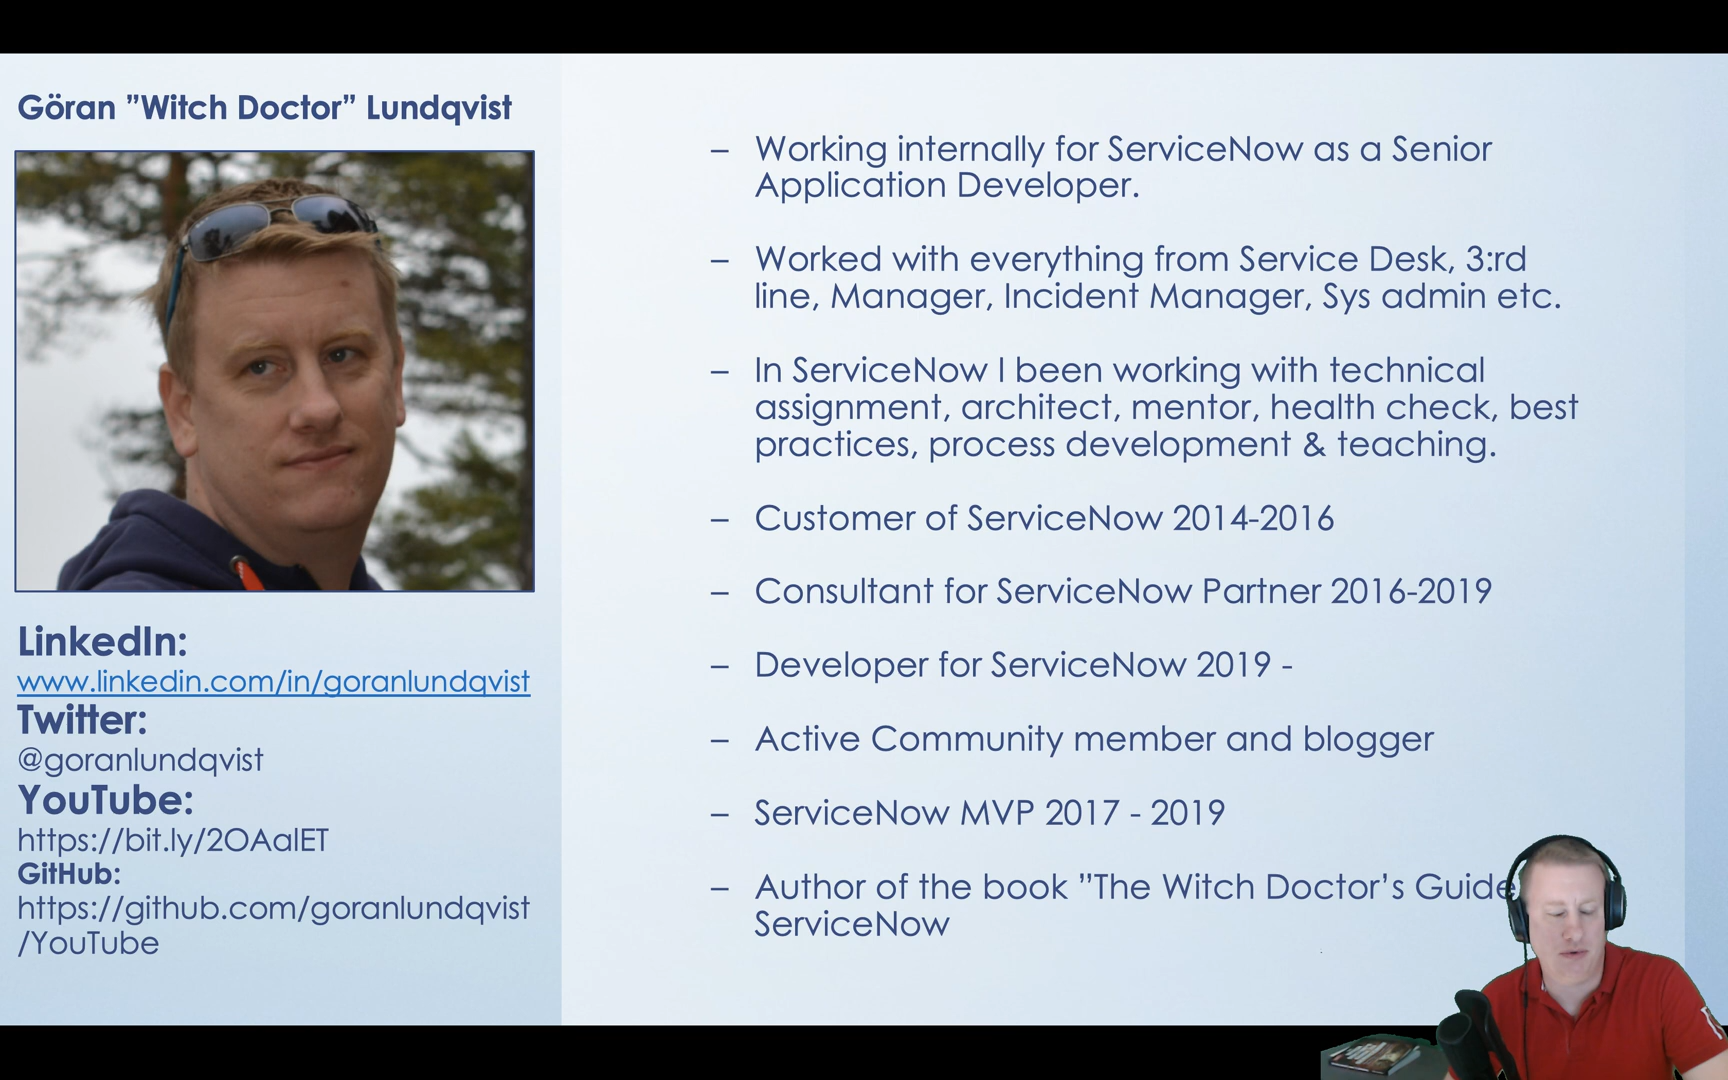 Göran ”Witch Doctor” Lundqvist
LinkedIn:
www.linkedin.com/in/goranlundqvist
Twitter:
@goranlundqvist
YouTube:
https://bit.ly/2OAalET
GitHub:
https://github.com/goranlundqvist
/YouTube
– Working internally for ServiceNow as a Senior
Application Developer.
– Worked with everything from Service Desk, 3:rd
line, Manager, Incident Manager, Sys admin etc.
– In ServiceNow I been working with technical
assignment, architect, mentor, health check, best
practices, process development & teaching.
– Customer of ServiceNow 2014-2016
– Consultant for ServiceNow Partner 2016-2019
– Developer for ServiceNow 2019 -
– Active Community member and blogger
– ServiceNow MVP 2017 - 2019
– Author of the book ”The Witch Doctor’s Guide
ServiceNow